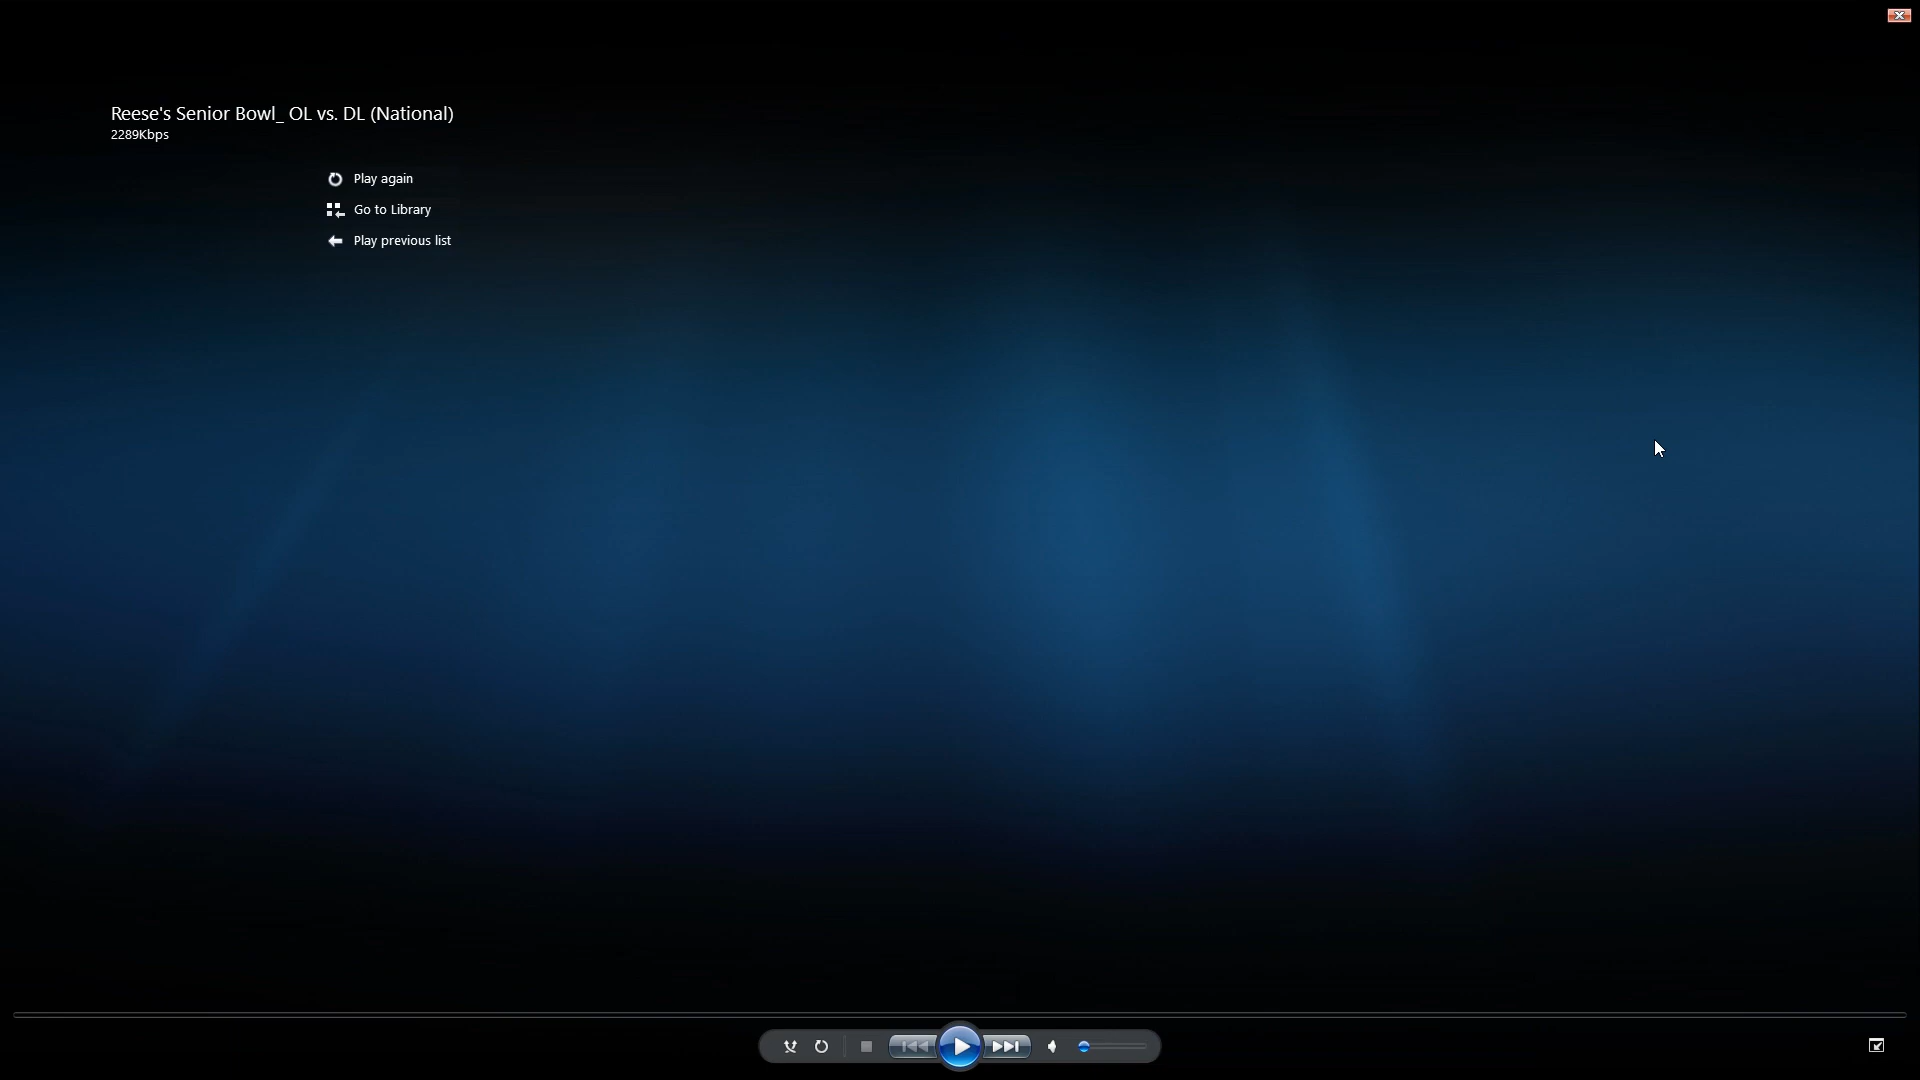 Reese's Senior Bowl_ OL vs. DL (National)
2289Kbps
Play again
Go to Library
Play previous list